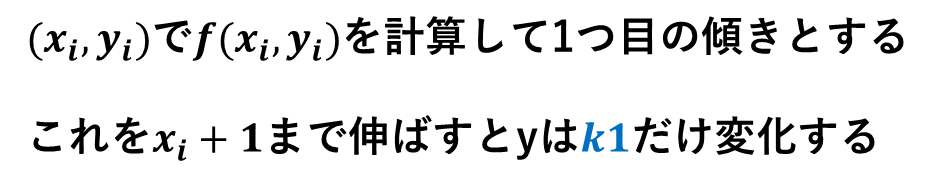 (xᵢ, yᵢ)でf(xᵢ, yᵢ)を計算して1つ目の傾きとする
これをxᵢ + 1まで伸ばすとyはk1だけ変化する